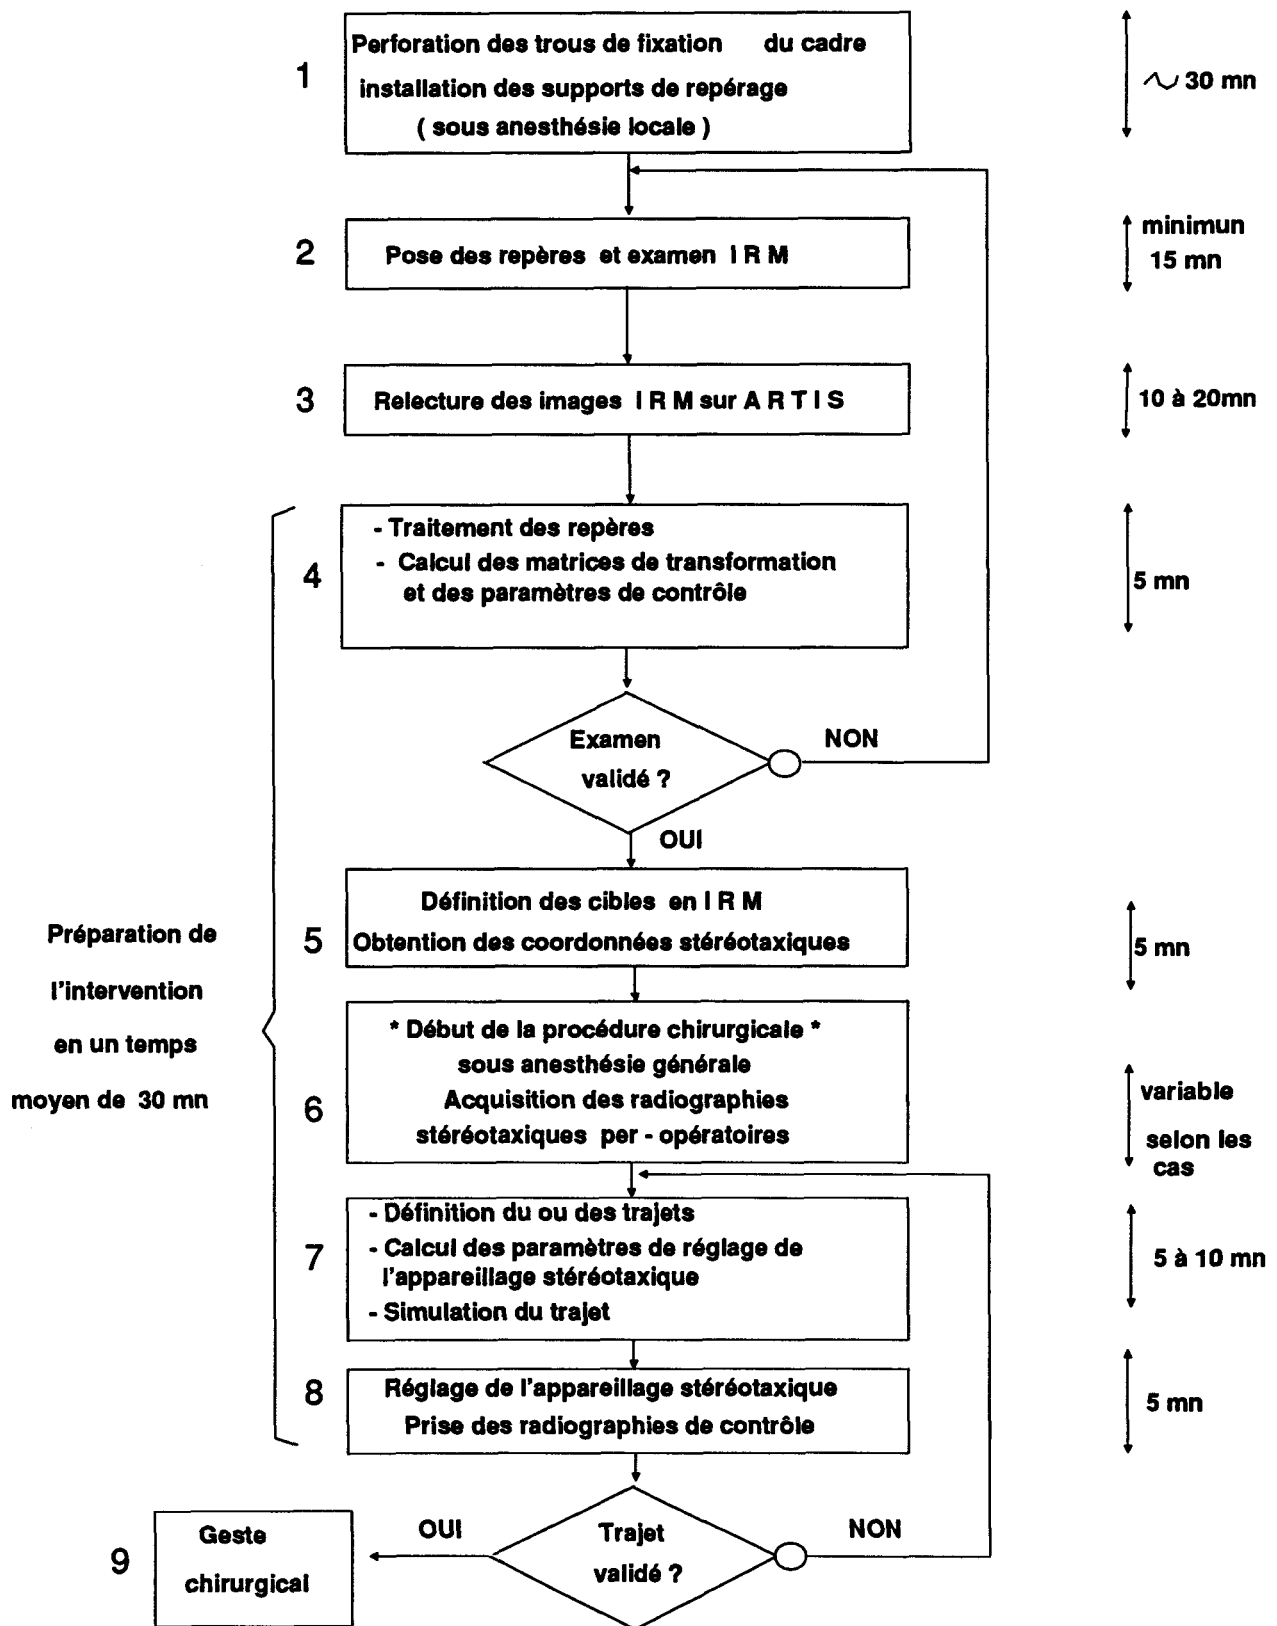 1
Perforation des trous de fixation du cadre
installation des supports de repérage
( sous anesthésie locale )
~ 30 mn
2
Pose des repères et examen I R M
minimun
15 mn
3
Relecture des images I R M sur A R T I S
10 à 20mn
4
- Traitement des repères
- Calcul des matrices de transformation
et des paramètres de contrôle
5 mn
Examen
validé ?
NON
OUI
5
Définition des cibles en I R M
Obtention des coordonnées stéréotaxiques
5 mn
Préparation de
l'intervention
en un temps
moyen de 30 mn
6
* Début de la procédure chirurgicale *
sous anesthésie générale
Acquisition des radiographies
stéréotaxiques per - opératoires
variable
selon les
cas
7
- Définition du ou des trajets
- Calcul des paramètres de réglage de
l'appareillage stéréotaxique
- Simulation du trajet
5 à 10 mn
8
Réglage de l'appareillage stéréotaxique
Prise des radiographies de contrôle
5 mn
Trajet
validé ?
NON
OUI
9
Geste
chirurgical